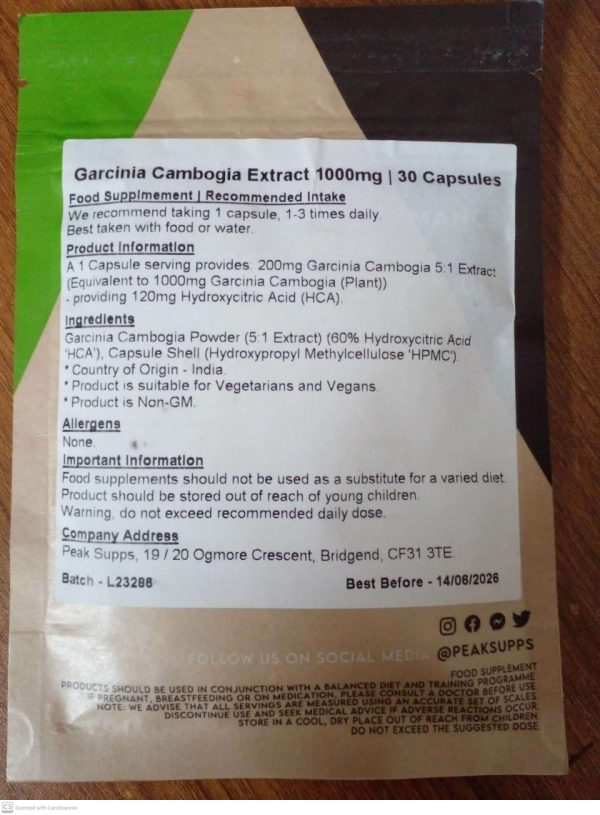 Garcinia Cambogia Extract 1000mg | 30 Capsules
Food Supplmement | Recommended Intake
We recommend taking 1 capsule, 1-3 times daily.
Best taken with food or water.
Product Information
A 1 Capsule serving provides: 200mg Garcinia Cambogia 5:1 Extract
(Equivalent to 1000mg Garcinia Cambogia (Plant))
- providing 120mg Hydroxycitric Acid (HCA).
Ingredients
Garcinia Cambogia Powder (5:1 Extract) (60% Hydroxycitric Acid
'HCA'), Capsule Shell (Hydroxypropyl Methylcellulose 'HPMC').
* Country of Origin - India.
* Product is suitable for Vegetarians and Vegans.
* Product is Non-GM.
Allergens
None.
Important Information
Food supplements should not be used as a substitute for a varied diet.
Product should be stored out of reach of young children.
Warning, do not exceed recommended daily dose.
Company Address
Peak Supps, 19 / 20 Ogmore Crescent, Bridgend, CF31 3TE.
Batch - L23286
Best Before - 14/06/2026
FOLLOW US ON SOCIAL MEDIA @PEAKSUPPS
FOOD SUPPLEMENT
PRODUCTS SHOULD BE USED IN CONJUNCTION WITH A BALANCED DIET AND TRAINING PROGRAMME
IF PREGNANT, BREASTFEEDING OR ON MEDICATION, PLEASE CONSULT A DOCTOR BEFORE USE.
NOTE: WE ADVISE THAT ALL SERVINGS ARE MEASURED USING AN ACCURATE SET OF SCALES.
DISCONTINUE USE AND SEEK MEDICAL ADVICE IF ADVERSE REACTIONS OCCUR.
STORE IN A COOL, DRY PLACE OUT OF REACH FROM CHILDREN.
DO NOT EXCEED THE SUGGESTED DOSE.
CS Scanned with CamScanner